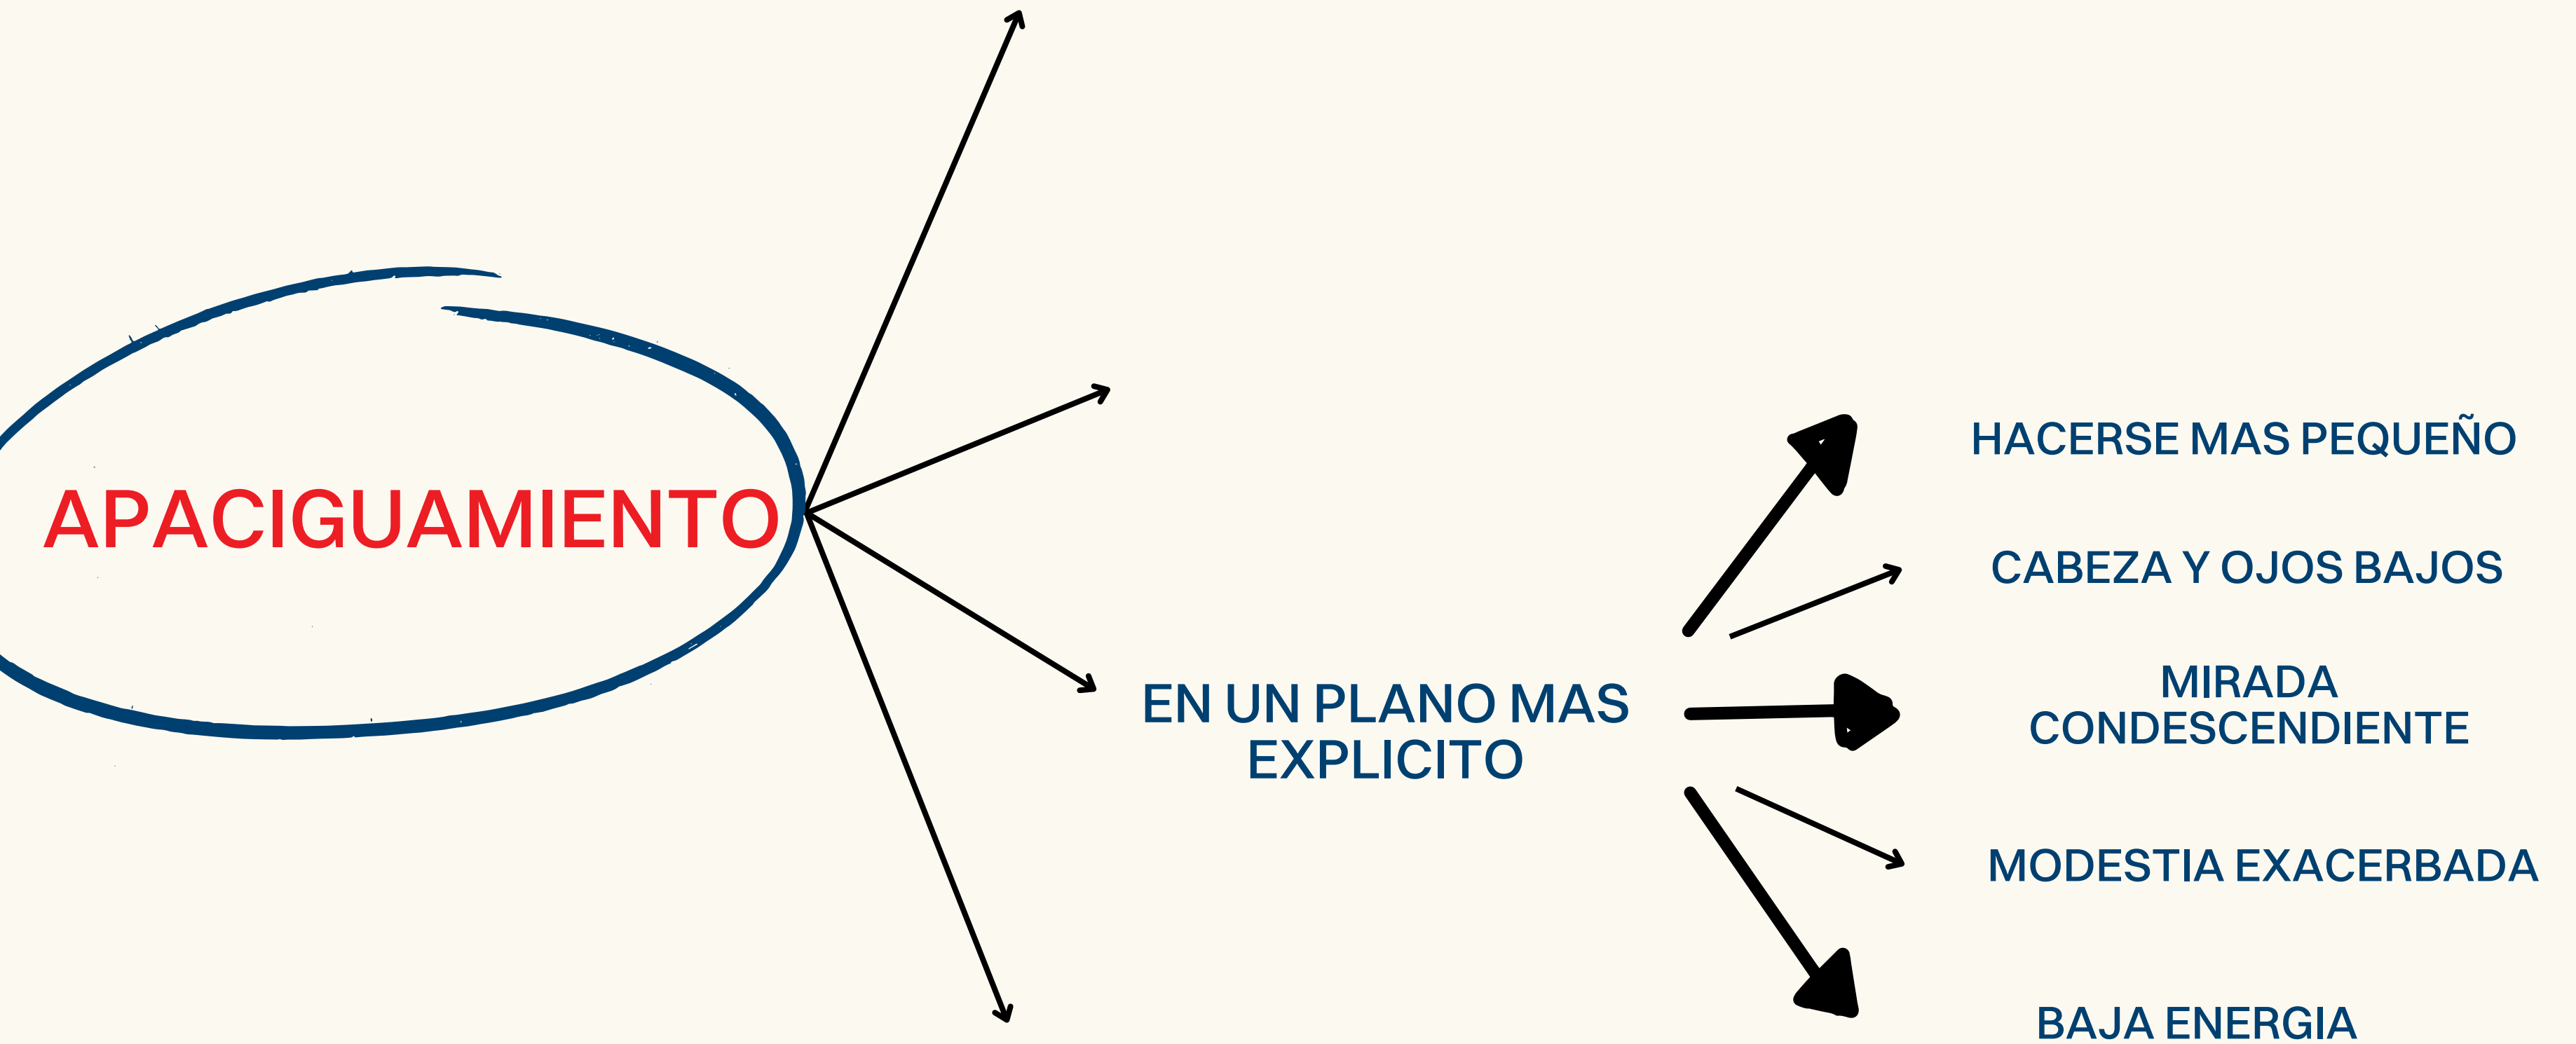 APACIGUAMIENTO
EN UN PLANO MAS
EXPLICITO
HACERSE MAS PEQUEÑO
CABEZA Y OJOS BAJOS
MIRADA
CONDESCENDIENTE
MODESTIA EXACERBADA
BAJA ENERGIA